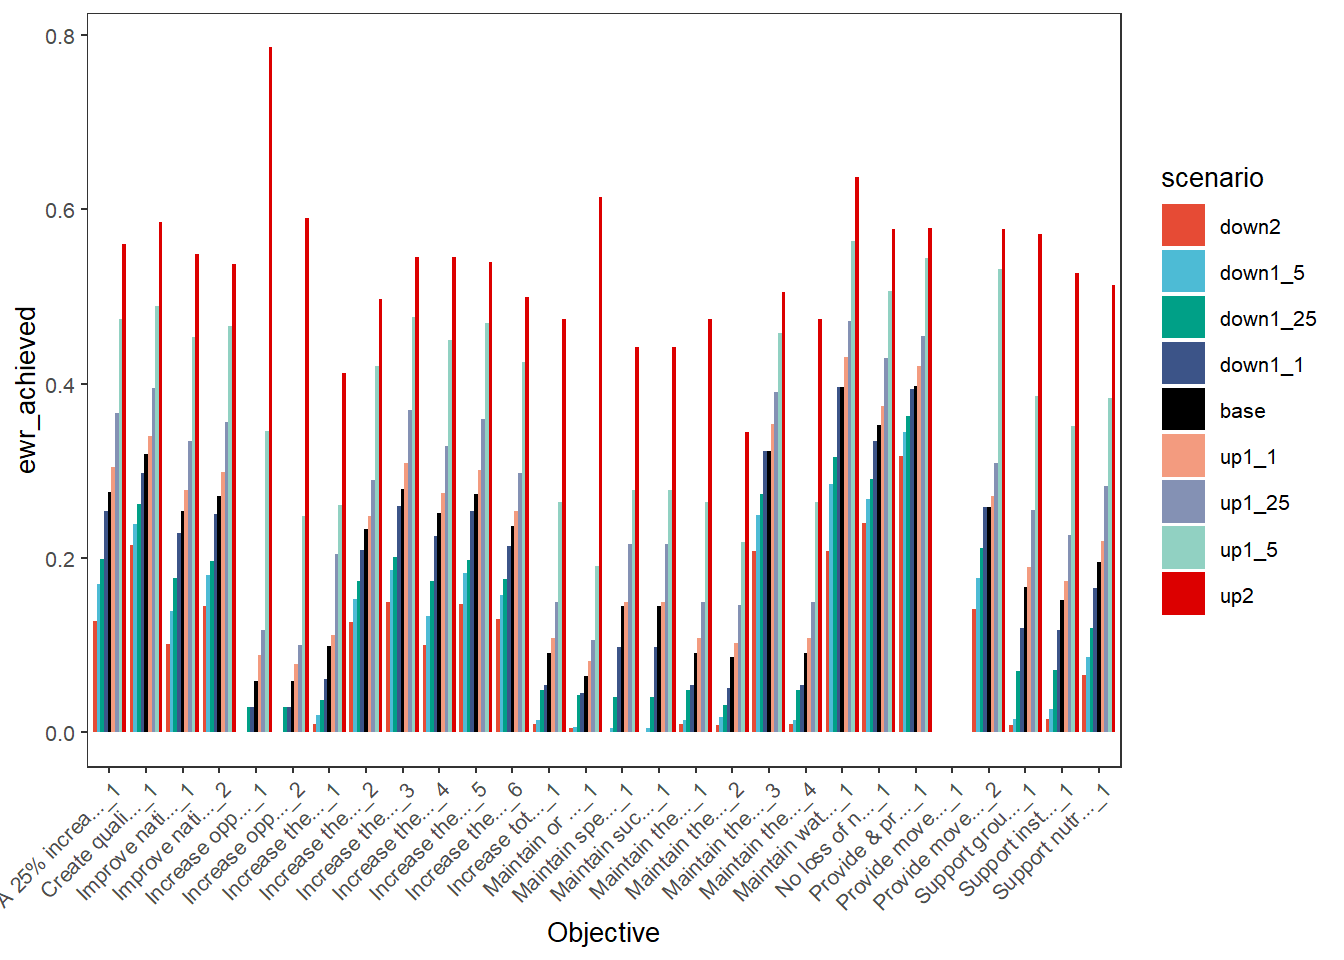 0.8
0.6
0.4
0.2
0.0
ewr_achieved
A 25% increa..._1
Create quali..._1
Improve nati..._1
Improve nati..._2
Increase opp..._1
Increase opp..._2
Increase the..._1
Increase the..._2
Increase the..._3
Increase the..._4
Increase the..._5
Increase the..._6
Increase tot..._1
Maintain or ..._1
Maintain spe..._1
Maintain suc..._1
Maintain the..._1
Maintain the..._2
Maintain the..._3
Maintain the..._4
Maintain wat..._1
No loss of n..._1
Provide & pr..._1
Provide move..._1
Provide move..._2
Support grou..._1
Support inst..._1
Support nutr..._1
Objective
scenario
down2
down1_5
down1_25
down1_1
base
up1_1
up1_25
up1_5
up2